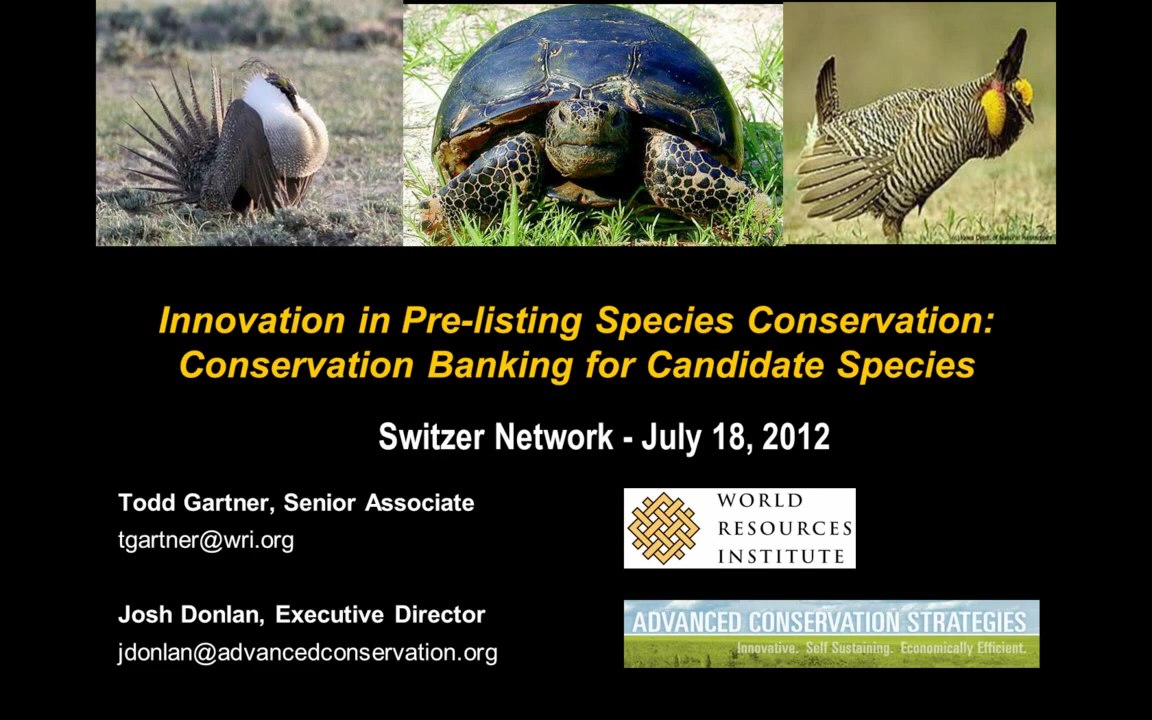 Innovation in Pre-listing Species Conservation:
Conservation Banking for Candidate Species
Switzer Network - July 18, 2012
Todd Gartner, Senior Associate
tgartner@wri.org
WORLD
RESOURCES
INSTITUTE
Josh Donlan, Executive Director
jdonlan@advancedconservation.org
ADVANCED CONSERVATION STRATEGIES
Innovative. Self Sustaining. Economically Efficient.